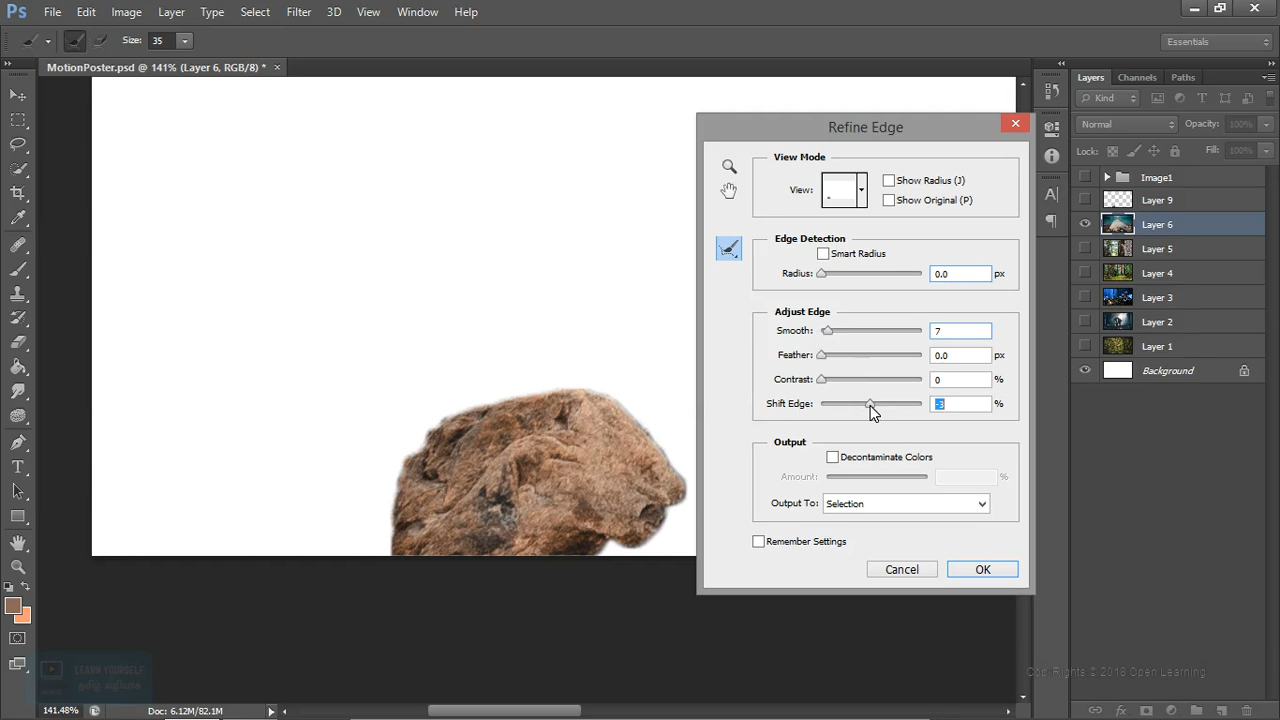 Ps File Edit Image Layer Type Select Filter 3D View Window Help
Size: 35 Essentials
MotionPoster.psd @ 141% (Layer 6, RGB/8) * ×
Layers Channels Paths
Kind
Normal Opacity: 100%
Lock: Fill: 100%
Image1
Layer 9
Layer 6
Layer 5
Layer 4
Layer 3
Layer 2
Layer 1
Background
Refine Edge
View Mode
View: Show Radius (J)
Show Original (P)
Edge Detection
Smart Radius
Radius: 0.0 px
Adjust Edge
Smooth: 7
Feather: 0.0 px
Contrast: 0 %
Shift Edge: -3 %
Output
Decontaminate Colors
Amount: %
Output To: Selection
Remember Settings
Cancel OK
LEARN YOURSELF
Copi Rights © 2018 Open Learning
141.48% Doc: 6.12M/82.1M